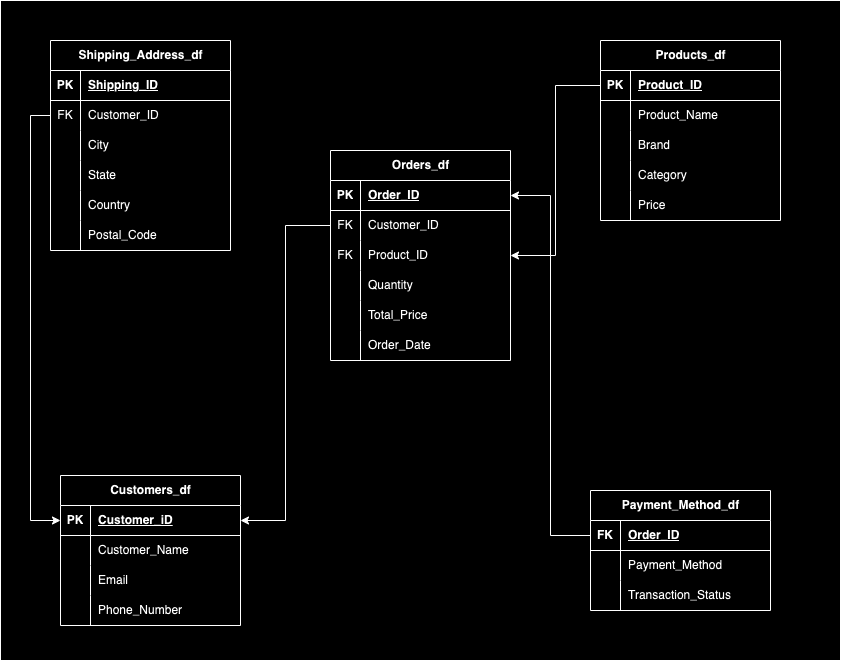 Shipping_Address_df
PK Shipping_ID
FK Customer_ID
City
State
Country
Postal_Code
Products_df
PK Product_ID
Product_Name
Brand
Category
Price
Orders_df
PK Order_ID
FK Customer_ID
FK Product_ID
Quantity
Total_Price
Order_Date
Customers_df
PK Customer_iD
Customer_Name
Email
Phone_Number
Payment_Method_df
FK Order_ID
Payment_Method
Transaction_Status